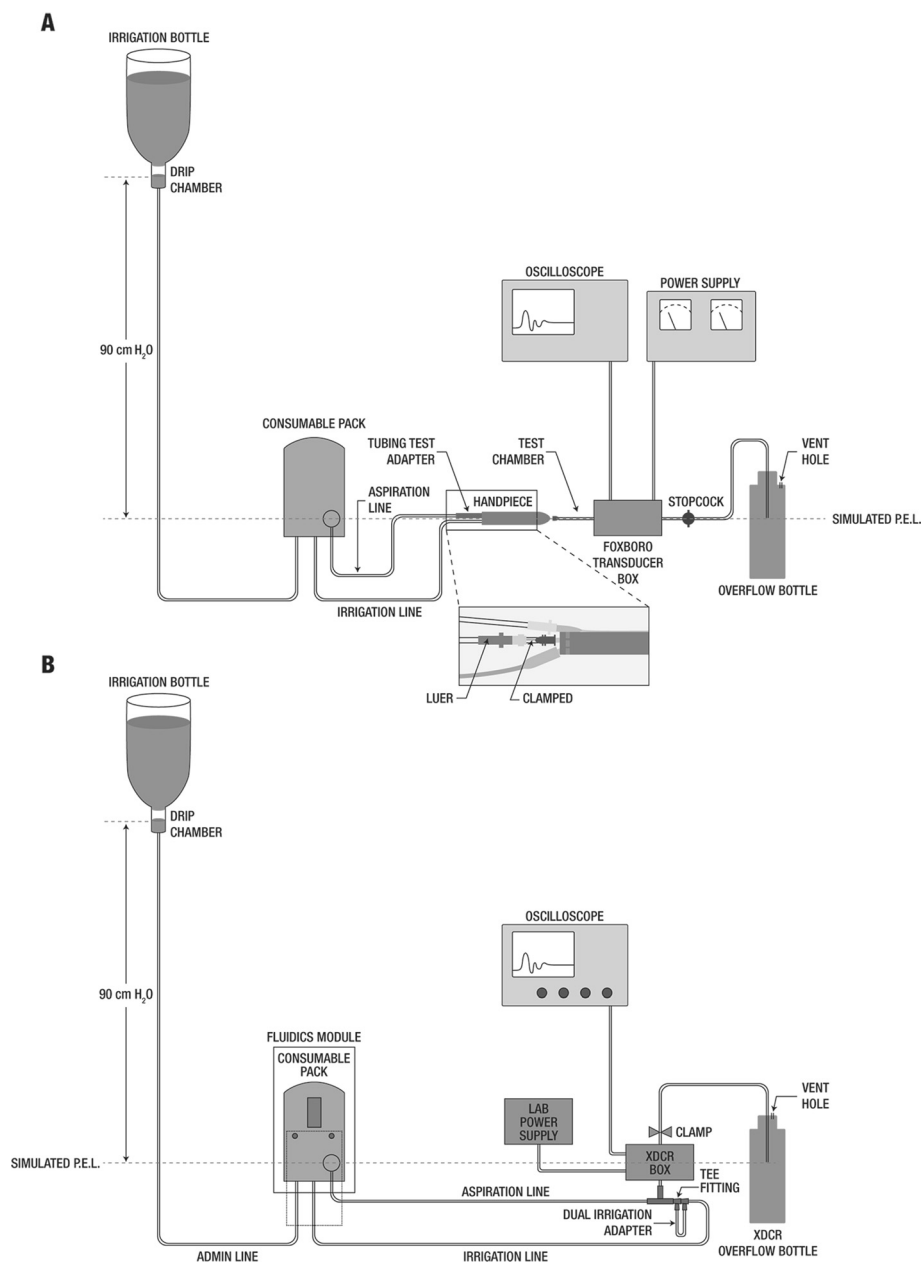 A
IRRIGATION BOTTLE
DRIP
CHAMBER
OSCILLOSCOPE
POWER SUPPLY
90 cm H₂O
CONSUMABLE PACK
TUBING TEST
ADAPTER
TEST
CHAMBER
VENT
HOLE
ASPIRATION
LINE
HANDPIECE
STOPCOCK
SIMULATED P.E.L.
FOXBORO
TRANSDUCER
BOX
OVERFLOW BOTTLE
IRRIGATION LINE
LUER
CLAMPED
B
IRRIGATION BOTTLE
DRIP
CHAMBER
OSCILLOSCOPE
90 cm H₂O
FLUIDICS MODULE
CONSUMABLE
PACK
VENT
HOLE
LAB
POWER
SUPPLY
CLAMP
SIMULATED P.E.L.
XDCR
BOX
TEE
FITTING
ASPIRATION LINE
DUAL IRRIGATION
ADAPTER
XDCR
OVERFLOW BOTTLE
ADMIN LINE
IRRIGATION LINE